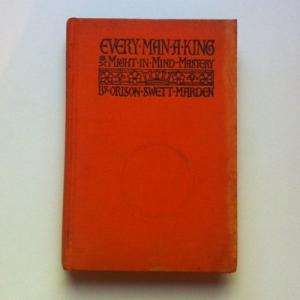 EVERY·MAN·A·KING
OR MIGHT·IN·MIND·MASTERY
BY·ORISON·SWETT·MARDEN